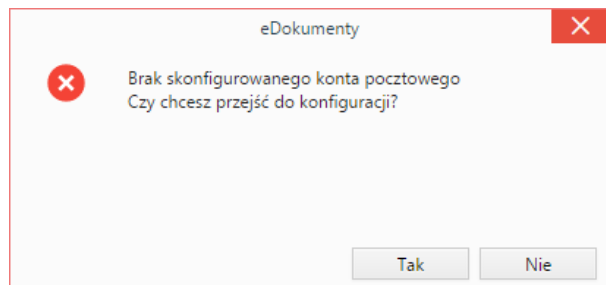 eDokumenty
Brak skonfigurowanego konta pocztowego
Czy chcesz przejść do konfiguracji?
Tak
Nie